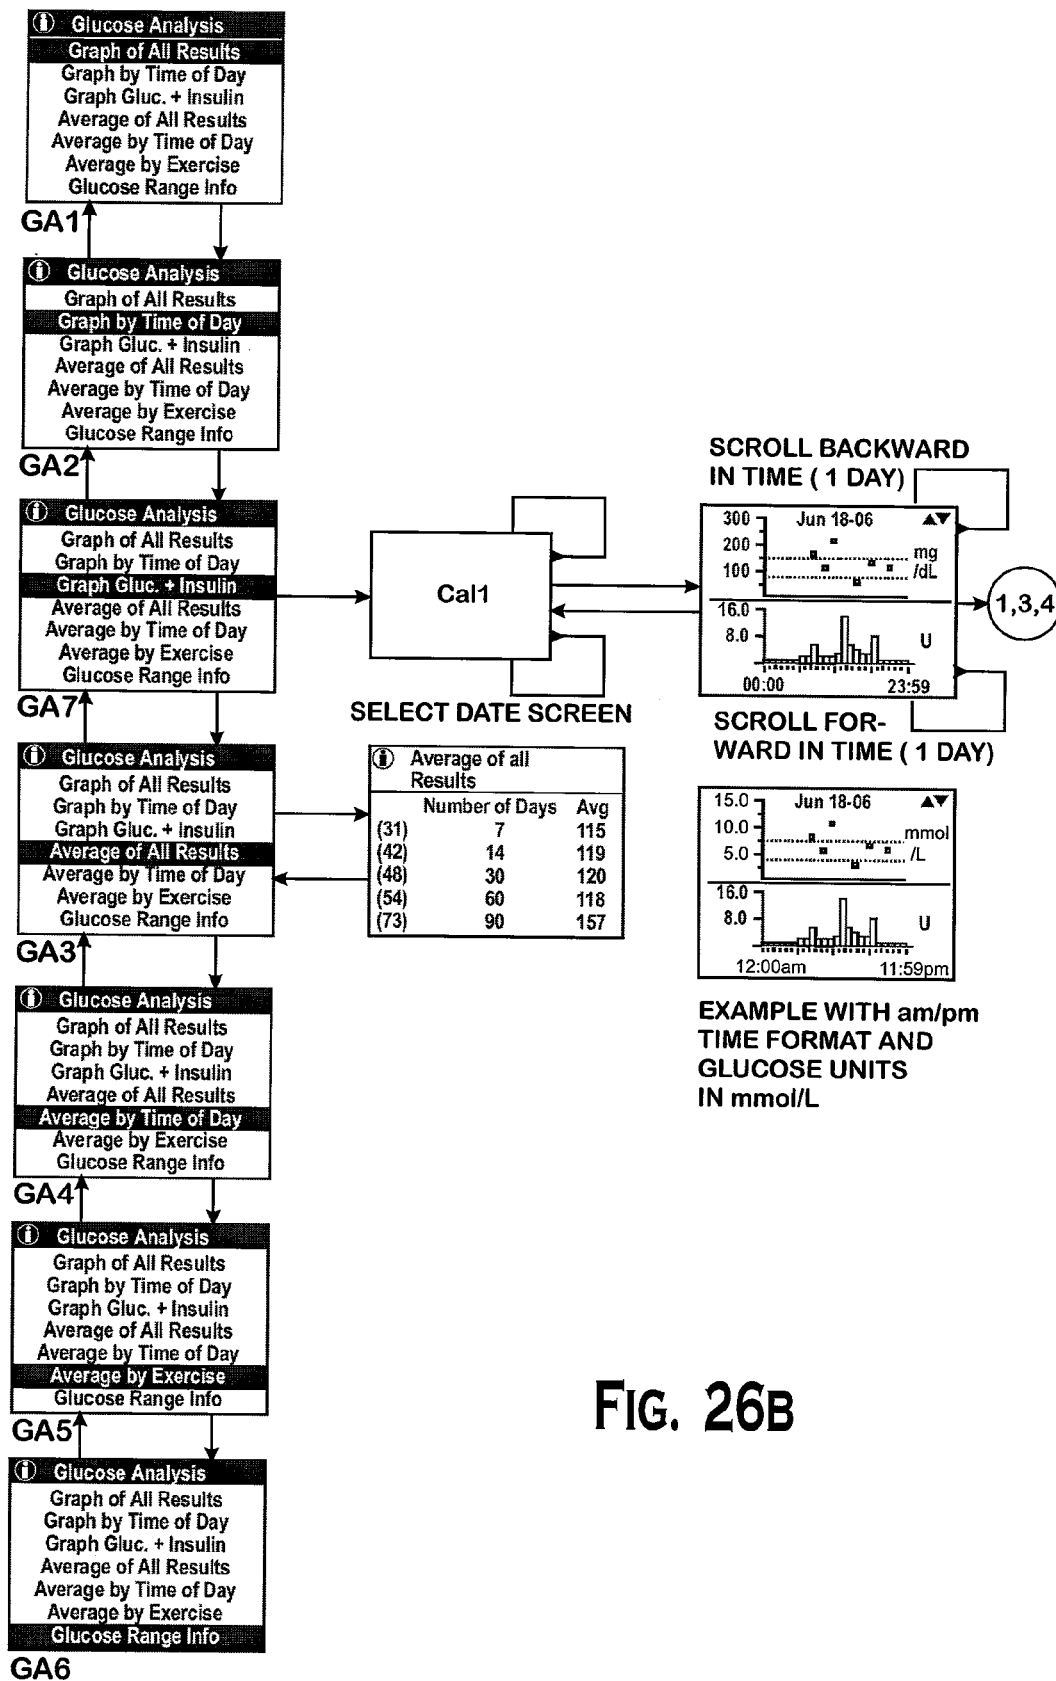 Glucose Analysis
Graph of All Results
Graph by Time of Day
Graph Gluc. + Insulin
Average of All Results
Average by Time of Day
Average by Exercise
Glucose Range Info
GA1
Glucose Analysis
Graph of All Results
Graph by Time of Day
Graph Gluc. + Insulin
Average of All Results
Average by Time of Day
Average by Exercise
Glucose Range Info
GA2
Glucose Analysis
Graph of All Results
Graph by Time of Day
Graph Gluc. + Insulin
Average of All Results
Average by Time of Day
Average by Exercise
Glucose Range Info
GA7
Cal1
SELECT DATE SCREEN
SCROLL BACKWARD
IN TIME ( 1 DAY)
300 Jun 18-06
200 mg
100 /dL
16.0
8.0 U
00:00 23:59
1,3,4
SCROLL FOR-
WARD IN TIME ( 1 DAY)
Glucose Analysis
Graph of All Results
Graph by Time of Day
Graph Gluc. + Insulin
Average of All Results
Average by Time of Day
Average by Exercise
Glucose Range Info
GA3
Average of all
Results
Number of Days Avg
(31) 7 115
(42) 14 119
(48) 30 120
(54) 60 118
(73) 90 157
15.0 Jun 18-06
10.0 mmol
5.0 /L
16.0
8.0 U
12:00am 11:59pm
EXAMPLE WITH am/pm
TIME FORMAT AND
GLUCOSE UNITS
IN mmol/L
Glucose Analysis
Graph of All Results
Graph by Time of Day
Graph Gluc. + Insulin
Average of All Results
Average by Time of Day
Average by Exercise
Glucose Range Info
GA4
Glucose Analysis
Graph of All Results
Graph by Time of Day
Graph Gluc. + Insulin
Average of All Results
Average by Time of Day
Average by Exercise
Glucose Range Info
GA5
Glucose Analysis
Graph of All Results
Graph by Time of Day
Graph Gluc. + Insulin
Average of All Results
Average by Time of Day
Average by Exercise
Glucose Range Info
GA6
FIG. 26B